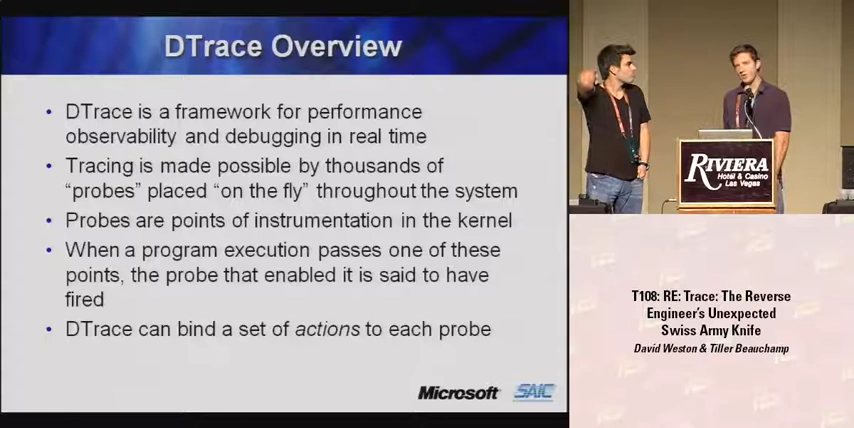 DTrace Overview
• DTrace is a framework for performance
observability and debugging in real time
• Tracing is made possible by thousands of
“probes” placed “on the fly” throughout the system
• Probes are points of instrumentation in the kernel
• When a program execution passes one of these
points, the probe that enabled it is said to have
fired
• DTrace can bind a set of actions to each probe
Microsoft SAIC
RIVIERA
Hotel & Casino
Las Vegas
T108: RE: Trace: The Reverse
Engineer's Unexpected
Swiss Army Knife
David Weston & Tiller Beauchamp